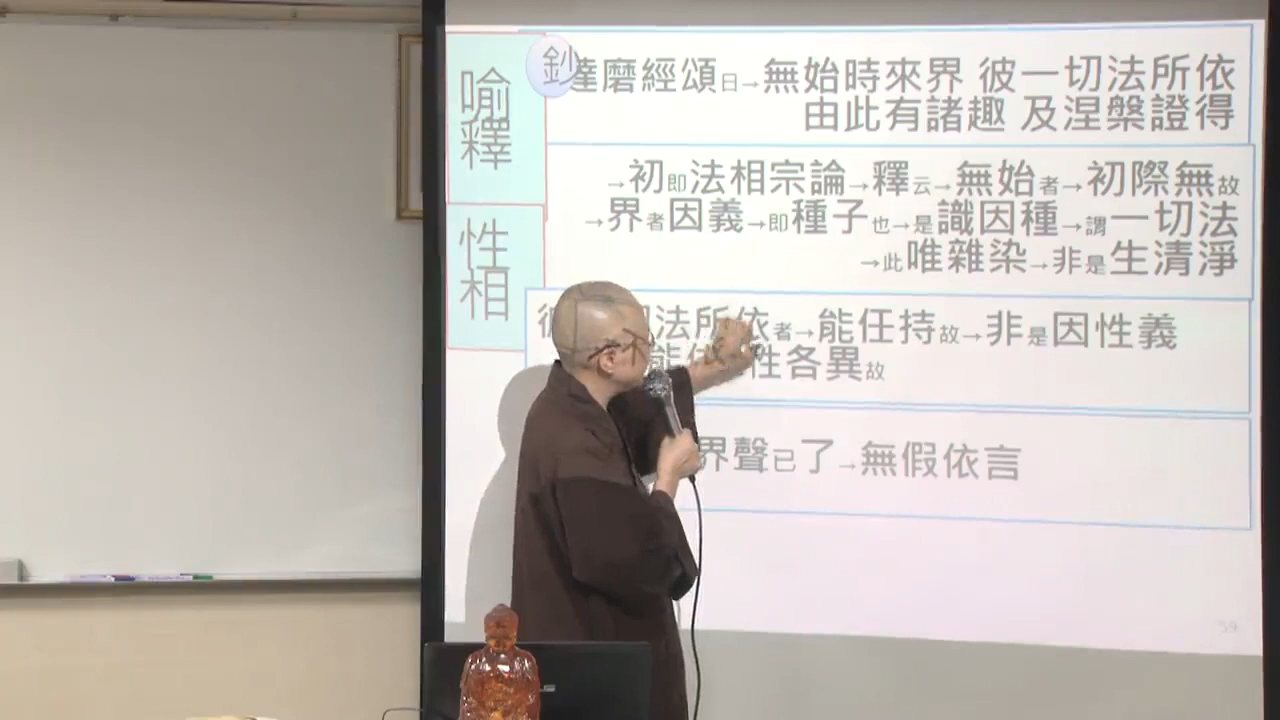 喻釋
性相
鈔
達磨經頌曰→無始時來界 彼一切法所依
由此有諸趣 及涅槃證得
→初即法相宗論→釋云→無始者→初際無故
→界者因義→即種子也→是識因種→謂一切法
→此唯雜染→非是生清淨
法所依者→能任持故→非是因性義
能依 性各異故
界聲已了→無假依言
59